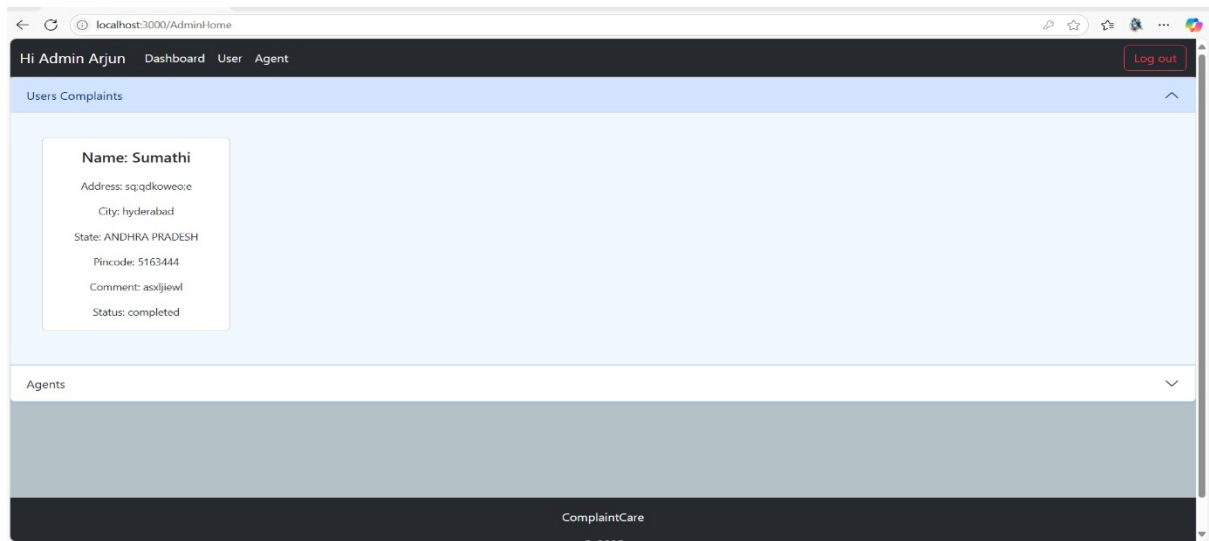 localhost:3000/AdminHome
Hi Admin Arjun Dashboard User Agent Log out
Users Complaints
Name: Sumathi
Address: sq;qdkoweo;e
City: hyderabad
State: ANDHRA PRADESH
Pincode: 5163444
Comment: asxljiewl
Status: completed
Agents
ComplaintCare